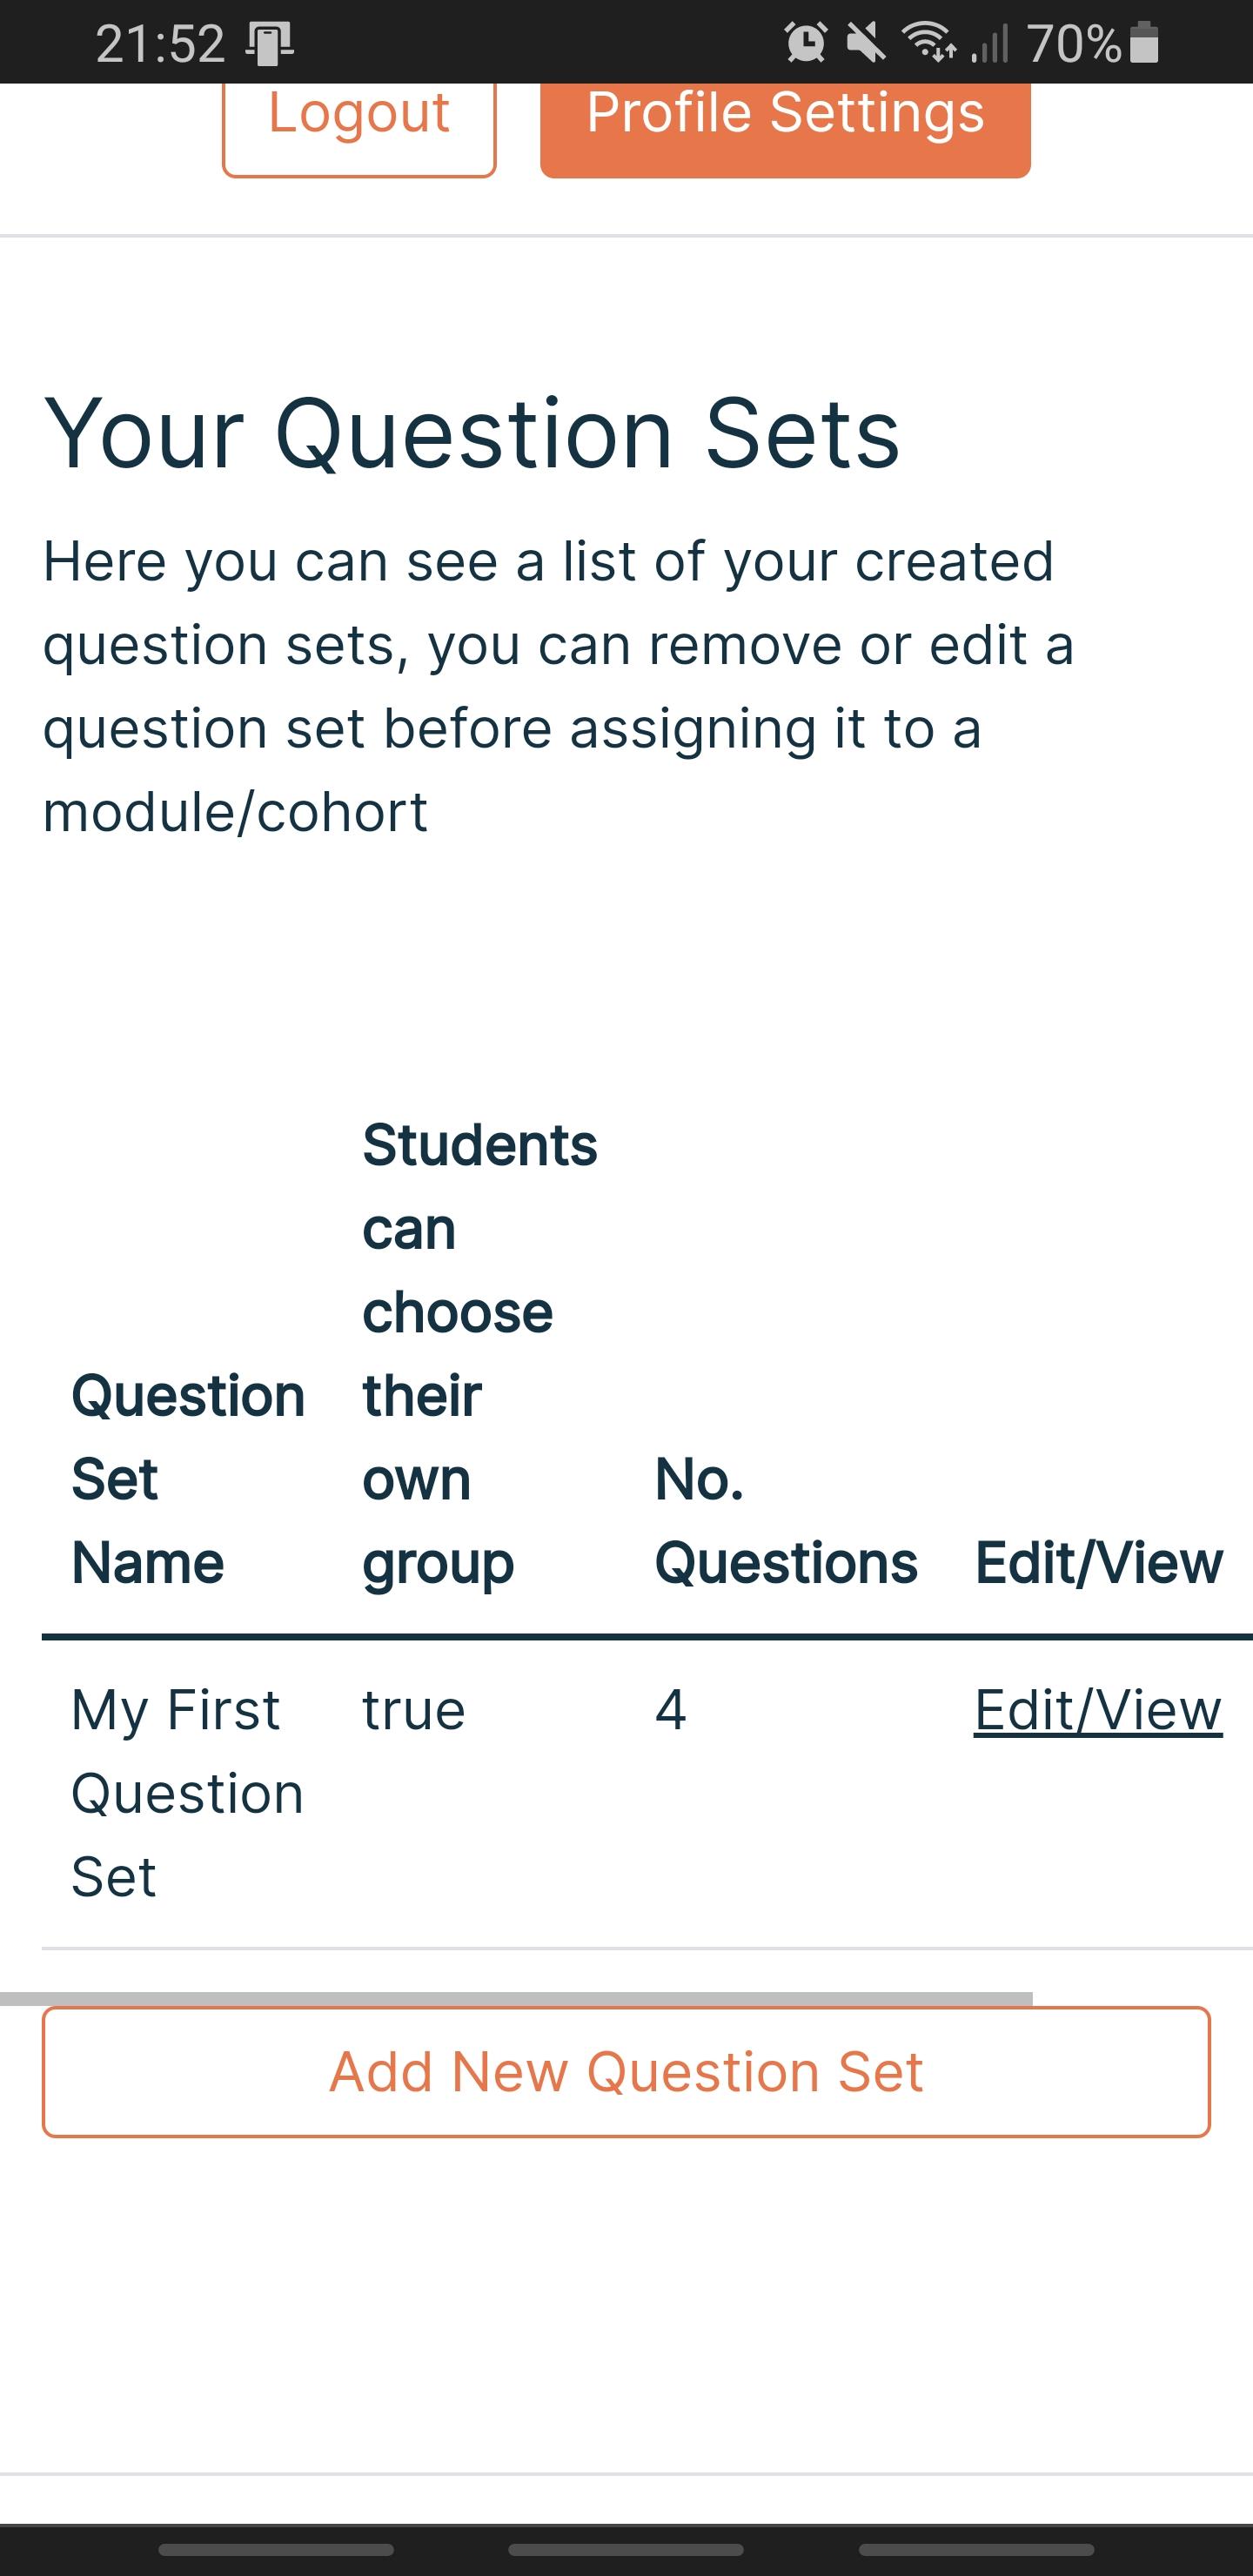 21:52 70%
Logout Profile Settings
Your Question Sets
Here you can see a list of your created
question sets, you can remove or edit a
question set before assigning it to a
module/cohort
Question
Set
Name
Students
can
choose
their
own
group
No.
Questions
Edit/View
My First
Question
Set
true
4
Edit/View
Add New Question Set